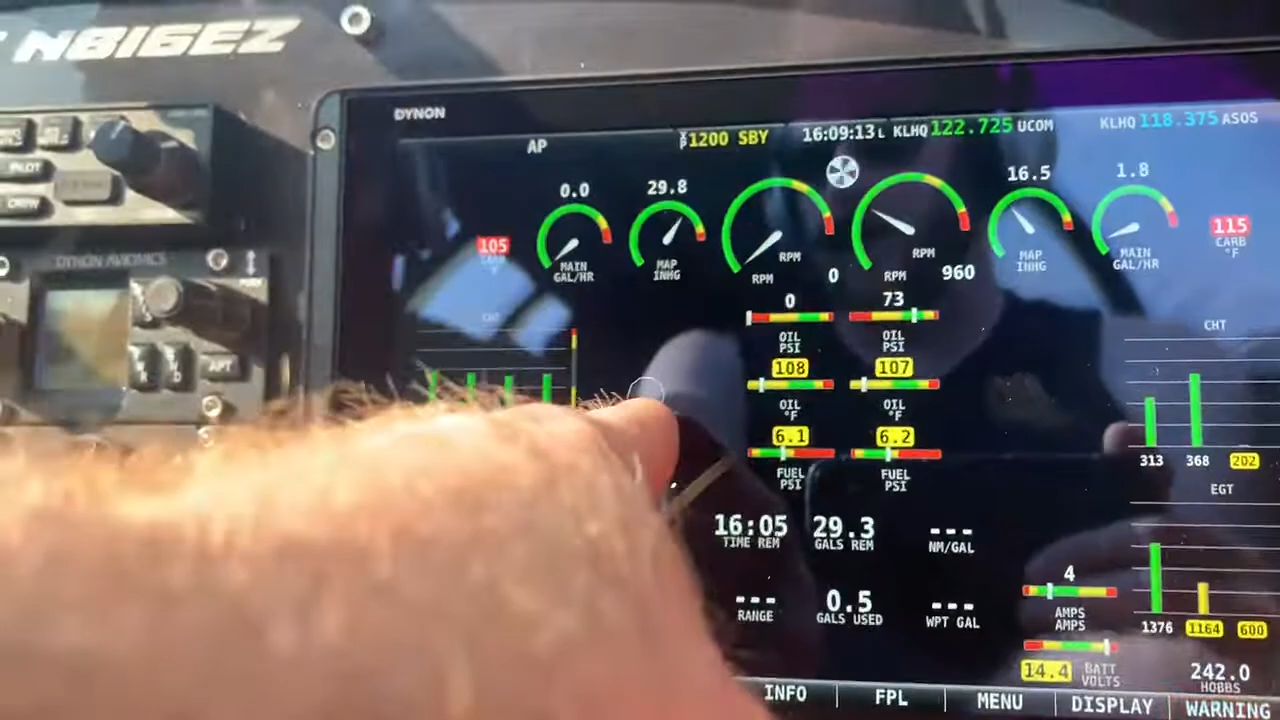 N816EZ
DYNON
AP
1200 SBY
16:09:13L KLHQ 122.725 UCOM
KLHQ 118.375 ASOS
PILOT
CREW
DYNON AVIONICS
APT
0.0
MAIN
GAL/HR
29.8
MAP
INHG
RPM
RPM
0
RPM
RPM
960
16.5
MAP
INHG
1.8
MAIN
GAL/HR
105
CARB
115
CARB
°F
0
OIL
PSI
73
OIL
PSI
108
OIL
°F
107
OIL
°F
6.1
FUEL
PSI
6.2
FUEL
PSI
CHT
CHT
313 368 202
EGT
1376 1164 600
16:05
TIME REM
29.3
GALS REM
---
NM/GAL
---
RANGE
0.5
GALS USED
---
WPT GAL
4
AMPS
AMPS
14.4
BATT
VOLTS
242.0
HOBBS
INFO
FPL
MENU
DISPLAY
WARNING